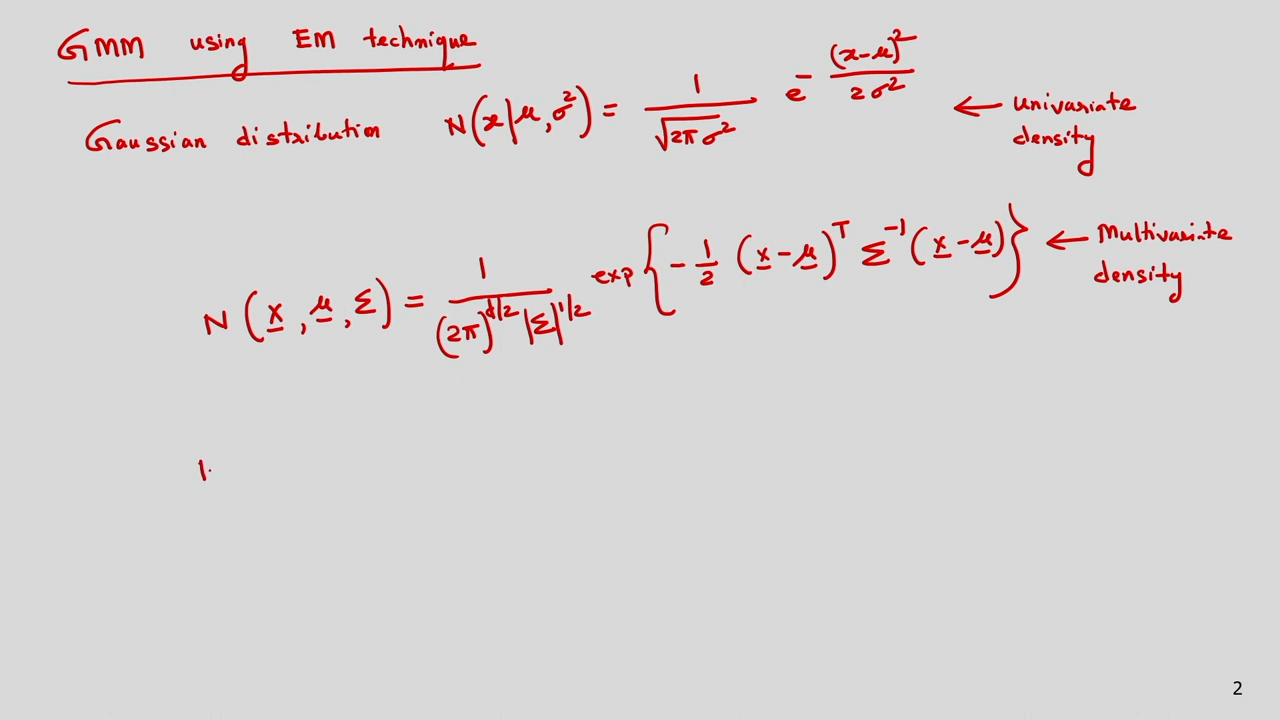 GMM using EM technique
Gaussian distribution N(x|μ,σ²) = 1/√2πσ² e^-(x-μ)²/2σ² ← univariate density
N(x, μ, Σ) = 1/(2π)^d/2 |Σ|^1/2 exp{-1/2 (x-μ)^T Σ^-1 (x-μ)} ← Multivariate density
2